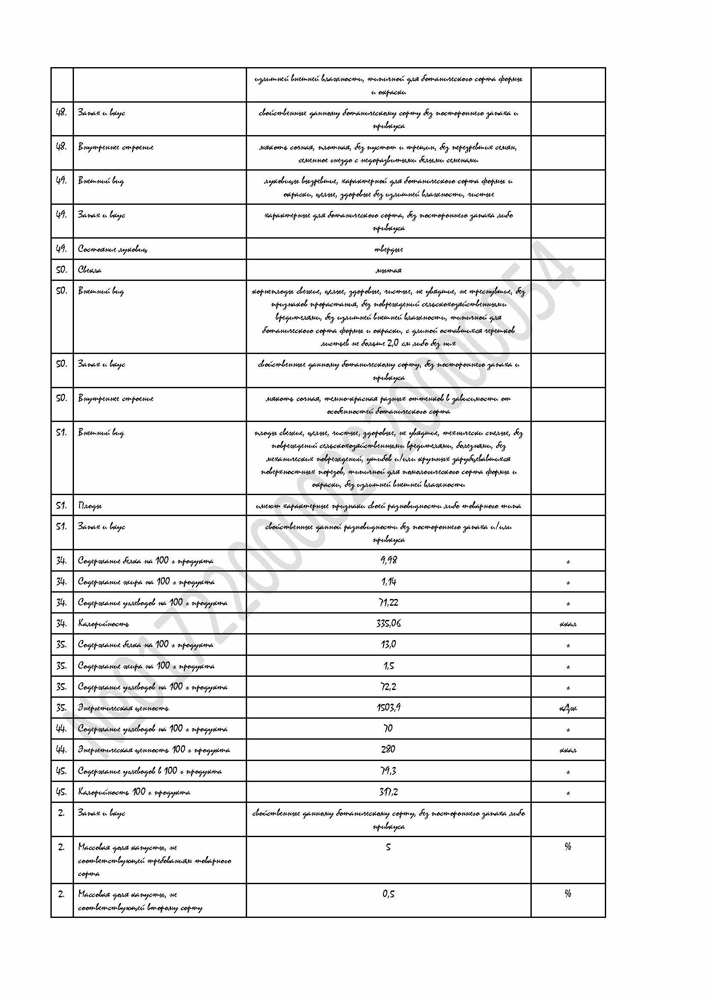 излишней внешней влажности, типичной для ботанического сорта формы
и окраски
48. Запах и вкус свойственные данному ботаническому сорту без постороннего запаха и
привкуса
48. Внутреннее строение мякоть сочная, плотная, без пустот и трещин, без перезревших семян,
семенное гнездо с недоразвитыми белыми семенами
49. Внешний вид луковицы вызревшие, характерной для ботанического сорта формы и
окраски, целые, здоровые без излишней влажности, чистые
49. Запах и вкус характерные для ботанического сорта, без постороннего запаха либо
привкуса
49. Состояние луковиц твердые
50. Свекла мытая
50. Внешний вид корнеплоды свежие, целые, здоровые, чистые, не увядшие, не треснувшие, без
признаков прорастания, без повреждений сельскохозяйственными
вредителями, без излишней внешней влажности, типичной для
ботанического сорта формы и окраски, с длиной оставшихся черешков
листьев не больше 2,0 см либо без них
50. Запах и вкус свойственные данному ботаническому сорту, без постороннего запаха и
привкуса
50. Внутреннее строение мякоть сочная, темно-красная разных оттенков в зависимости от
особенностей ботанического сорта
51. Внешний вид плоды свежие, целые, чистые, здоровые, не увядшие, технически спелые, без
повреждений сельскохозяйственными вредителями, болезнями, без
механических повреждений, ушибов и/или крупных зарубцевавшихся
поверхностных порезов, типичной для помологического сорта формы и
окраски, без излишней внешней влажности
51. Плоды имеют характерные признаки своей разновидности либо товарного типа
51. Запах и вкус свойственные данной разновидности без постороннего запаха и/или
привкуса
34. Содержание белка на 100 г продукта 9,98 г
34. Содержание жира на 100 г продукта 1,14 г
34. Содержание углеводов на 100 г продукта 71,22 г
34. Калорийность 335,06 ккал
35. Содержание белка на 100 г продукта 13,0 г
35. Содержание жира на 100 г продукта 1,5 г
35. Содержание углеводов на 100 г продукта 72,2 г
35. Энергетическая ценность 1503,9 кДж
44. Содержание углеводов на 100 г продукта 70 г
44. Энергетическая ценность 100 г продукта 280 ккал
45. Содержание углеводов в 100 г продукта 79,3 г
45. Калорийность 100 г продукта 317,2 г
2. Запах и вкус свойственные данному ботаническому сорту, без постороннего запаха либо
привкуса
2. Массовая доля капусты, не 5 %
соответствующей требованиям товарного
сорта
2. Массовая доля капусты, не 0,5 %
соответствующей второму сорту
№0172200002820000054